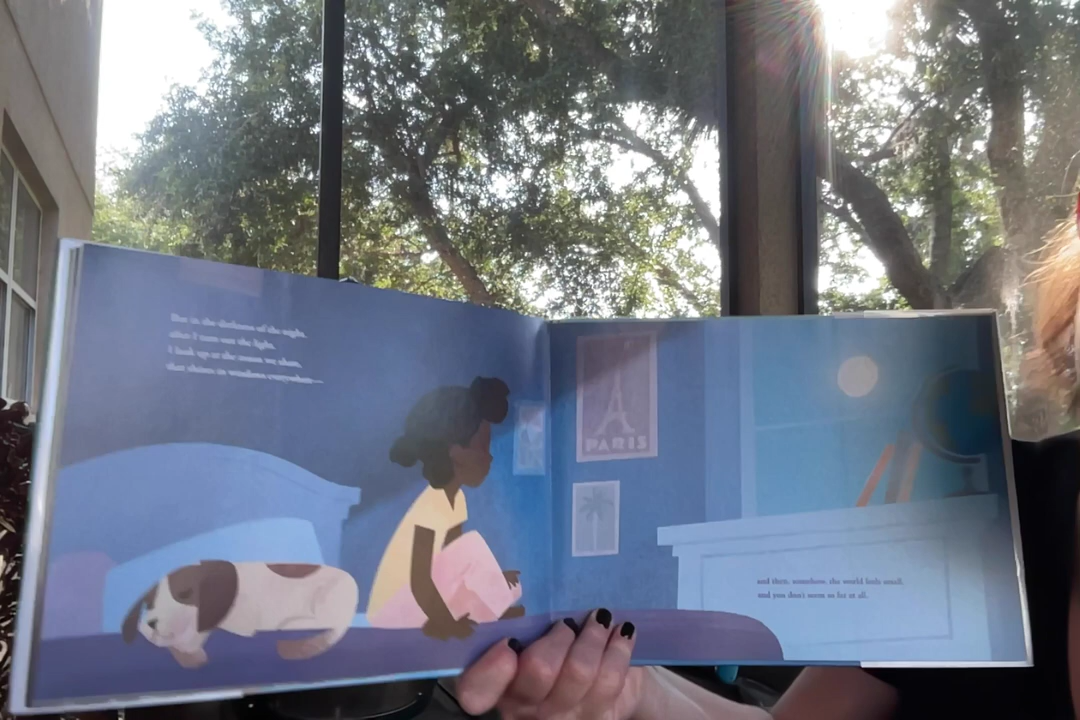 But in the darkness of the night,
after I turn out the light,
I look up at the moon we share,
that shines in windows everywhere—
PARIS
and then, somehow, the world feels small,
and you don't seem so far at all.